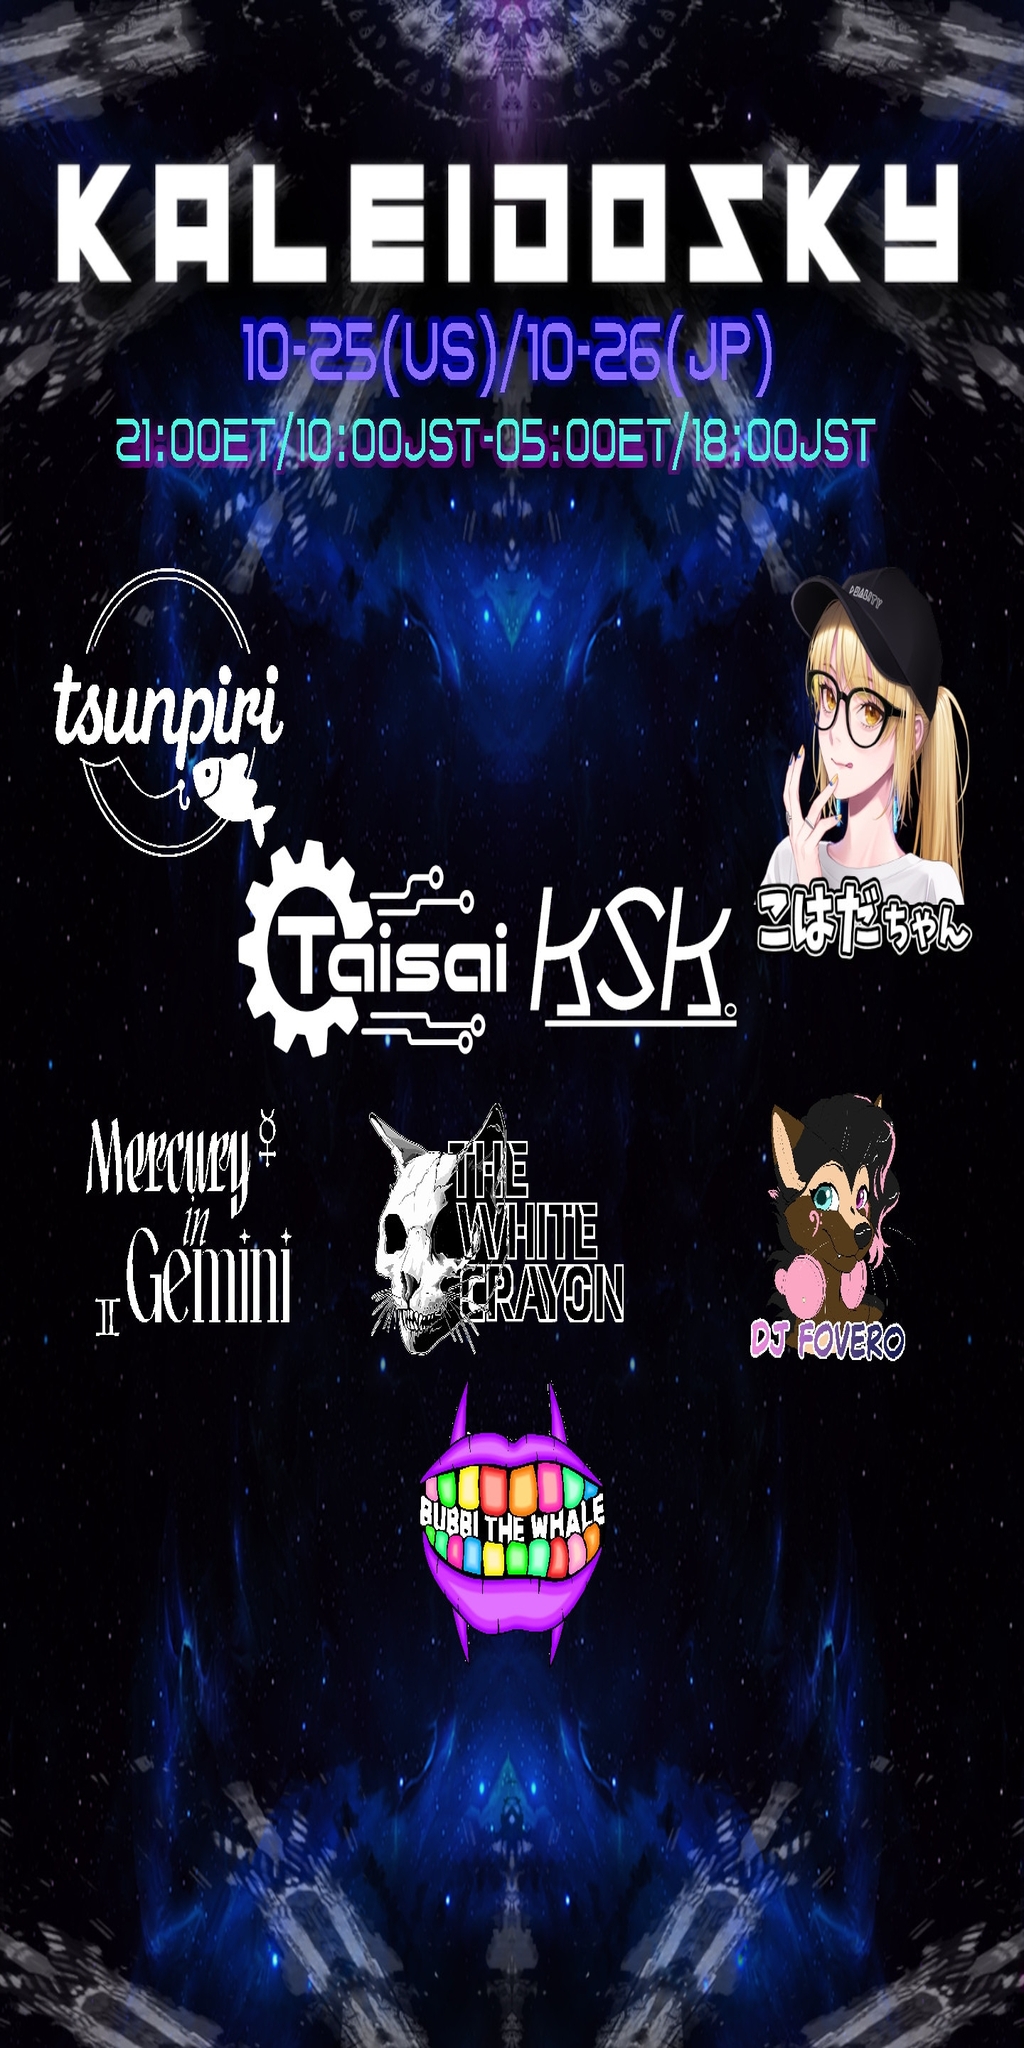 KALEIDOSKY
10-25(US)/10-26(JP)
21:00ET/10:00JST-05:00ET/18:00JST
tsunpiri
Taisai
KSK.
こはだちゃん
Mercury ☿
in
♊ Gemini
THE
WHITE
CRAYON
DJ FOVERO
BUBBI THE WHALE